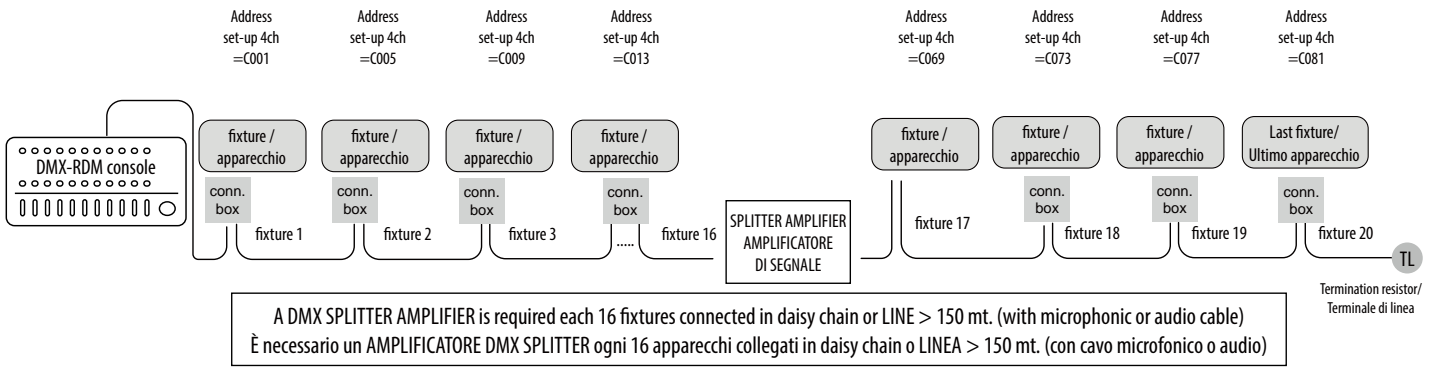 Address
set-up 4ch
=C001
Address
set-up 4ch
=C005
Address
set-up 4ch
=C009
Address
set-up 4ch
=C013
Address
set-up 4ch
=C069
Address
set-up 4ch
=C073
Address
set-up 4ch
=C077
Address
set-up 4ch
=C081
DMX-RDM console
fixture /
apparecchio
fixture /
apparecchio
fixture /
apparecchio
fixture /
apparecchio
fixture /
apparecchio
fixture /
apparecchio
fixture /
apparecchio
Last fixture/
Ultimo apparecchio
conn.
box
fixture 1
conn.
box
fixture 2
conn.
box
fixture 3
conn.
box
.....
fixture 16
SPLITTER AMPLIFIER
AMPLIFICATORE
DI SEGNALE
fixture 17
conn.
box
fixture 18
conn.
box
fixture 19
conn.
box
fixture 20
TL
Termination resistor/
Terminale di linea
A DMX SPLITTER AMPLIFIER is required each 16 fixtures connected in daisy chain or LINE > 150 mt. (with microphonic or audio cable)
È necessario un AMPLIFICATORE DMX SPLITTER ogni 16 apparecchi collegati in daisy chain o LINEA > 150 mt. (con cavo microfonico o audio)